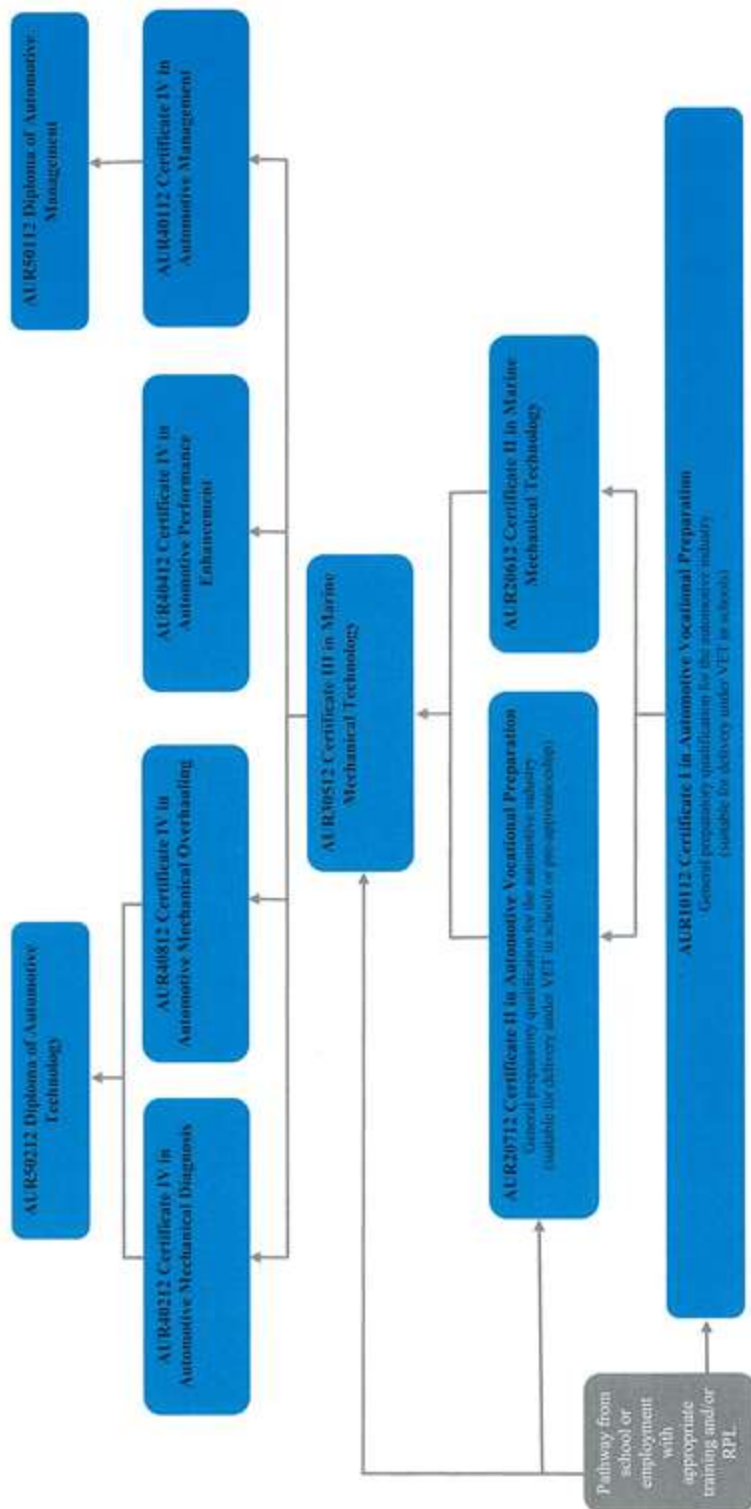 AUR50212 Diploma of Automotive
Technology
AUR50112 Diploma of Automotive
Management
AUR40212 Certificate IV in
Automotive Mechanical Diagnosis
AUR40812 Certificate IV in
Automotive Mechanical Overhauling
AUR40412 Certificate IV in
Automotive Performance
Enhancement
AUR40112 Certificate IV in
Automotive Management
AUR30512 Certificate III in Marine
Mechanical Technology
AUR20712 Certificate II in Automotive Vocational Preparation
General preparatory qualification for the automotive industry
(suitable for delivery under VET in schools or pre-apprenticeship)
AUR20612 Certificate II in Marine
Mechanical Technology
Pathway from
school or
employment
with
appropriate
training and/or
RPL
AUR10112 Certificate I in Automotive Vocational Preparation
General preparatory qualification for the automotive industry
(suitable for delivery under VET in schools)